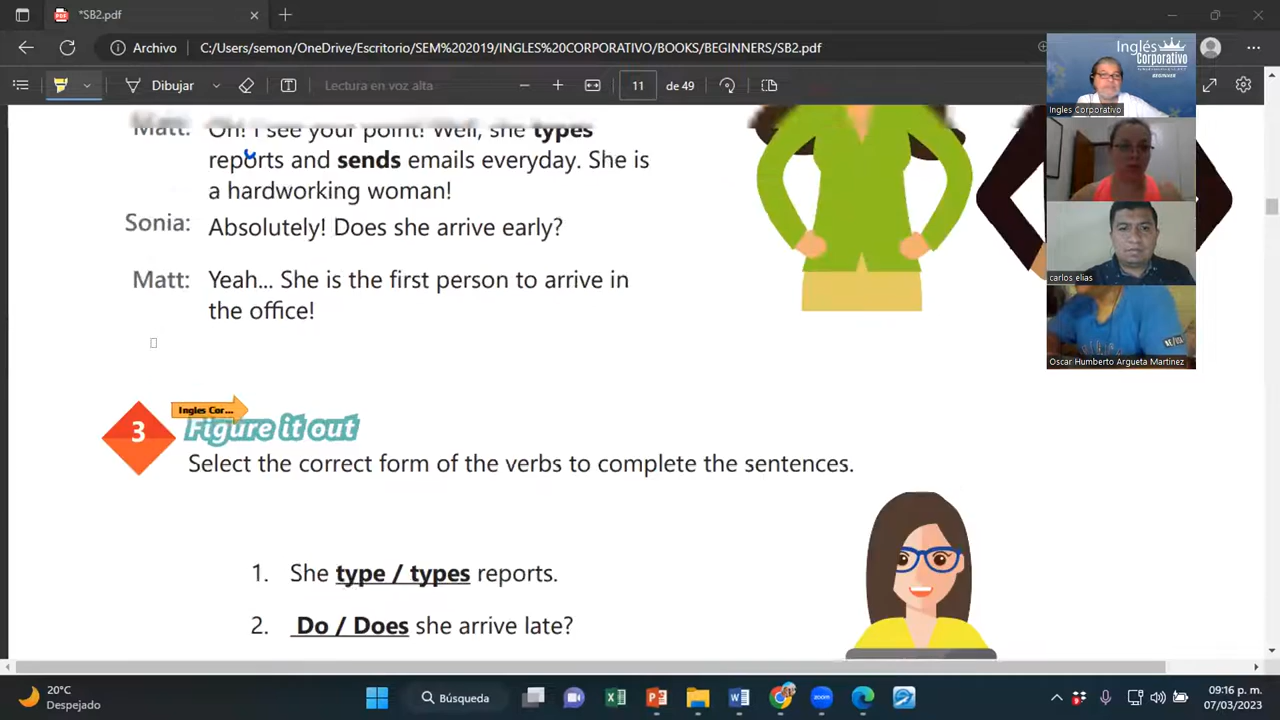 *SB2.pdf
Archivo
C:/Users/semon/OneDrive/Escritorio/SEM%202019/INGLES%20CORPORATIVO/BOOKS/BEGINNERS/SB2.pdf
Dibujar
Lectura en voz alta
11
de 49
Inglés
Corporativo
BEGINNER
Ingles Corporativo
carlos elias
Oscar Humberto Argueta Martinez
Matt: Oh! I see your point! Well, she types
reports and sends emails everyday. She is
a hardworking woman!
Sonia: Absolutely! Does she arrive early?
Matt: Yeah... She is the first person to arrive in
the office!
Ingles Cor...
3 Figure it out
Select the correct form of the verbs to complete the sentences.
1. She type / types reports.
2. Do / Does she arrive late?
20°C
Despejado
Búsqueda
zoom
09:16 p. m.
07/03/2023